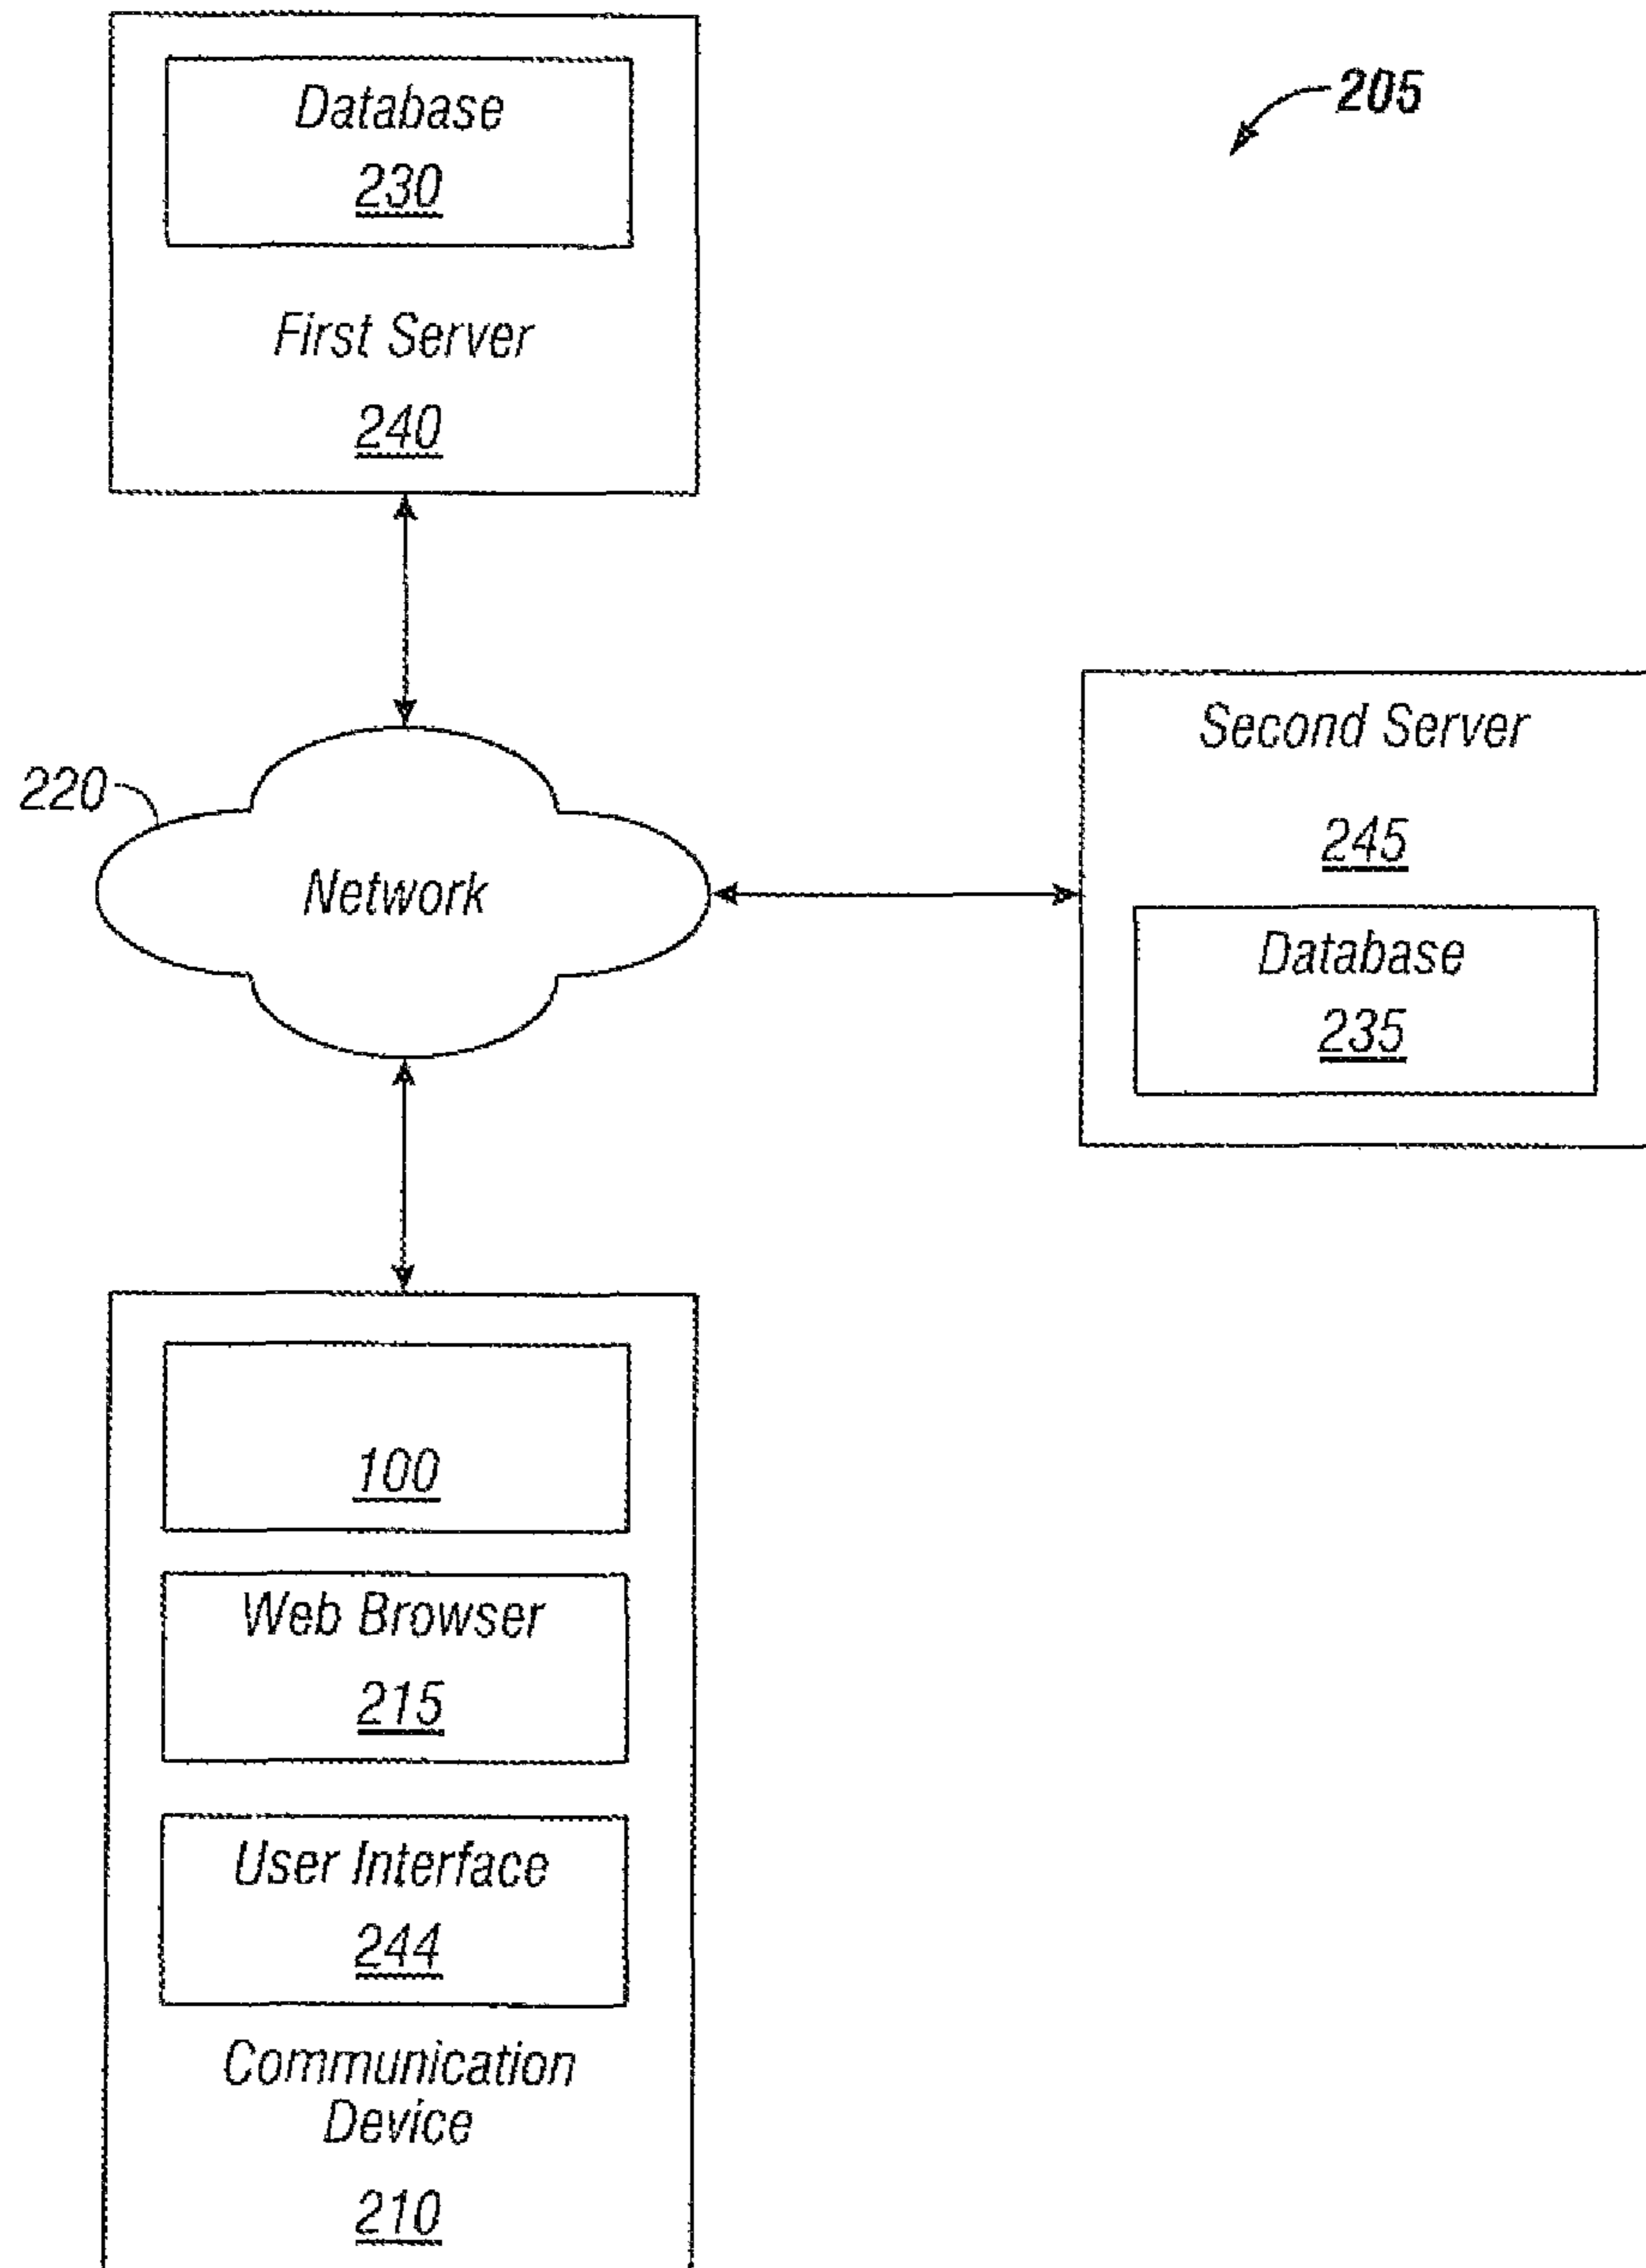 Database
230
First Server
240
205
220
Network
Second Server
245
Database
235
100
Web Browser
215
User Interface
244
Communication
Device
210